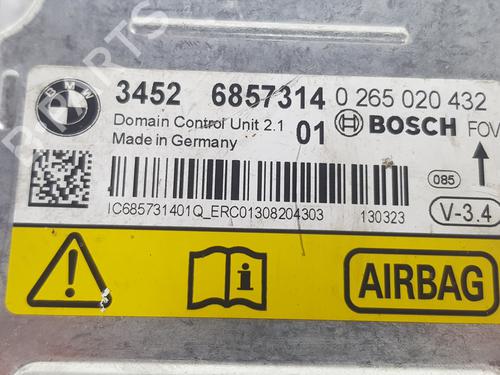 BMW
3452 6857314 0 265 020 432
Domain Control Unit 2.1 01 BOSCH FOV
Made in Germany
085
V-3.4
IC685731401Q_ERC01308204303 130323
AIRBAG